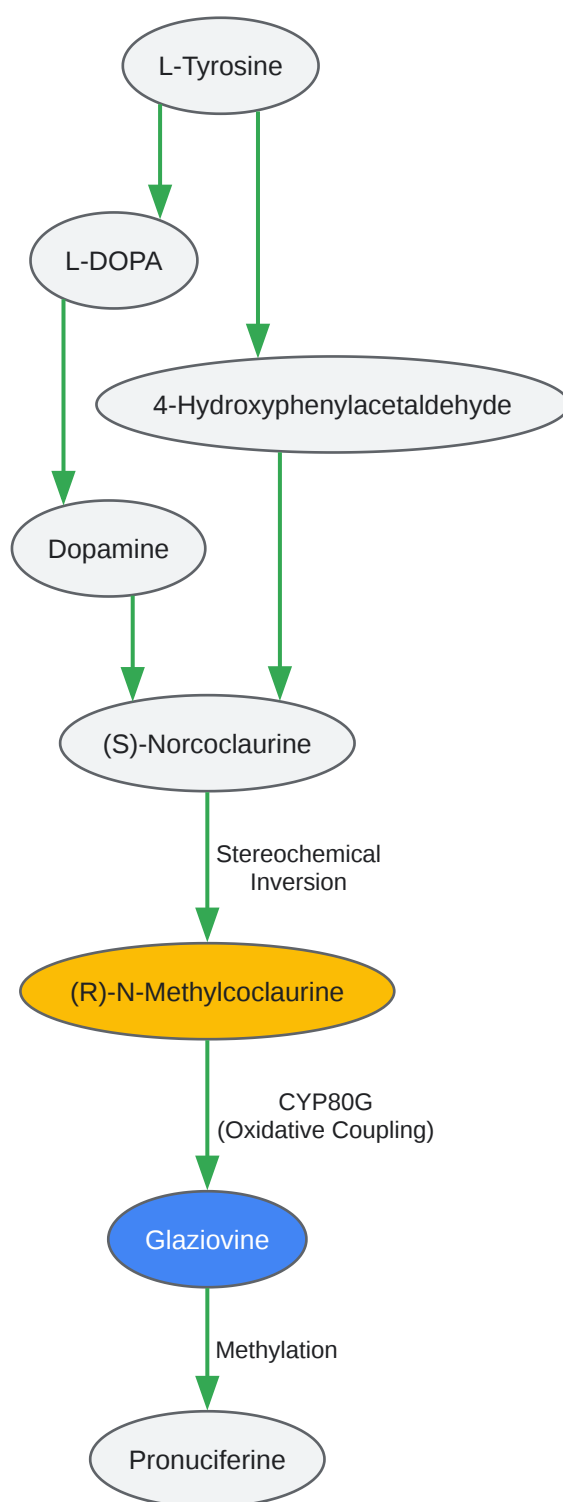 L-Tyrosine
L-DOPA
4-Hydroxyphenylacetaldehyde
Dopamine
(S)-Norcoclaurine
Stereochemical
Inversion
(R)-N-Methylcoclaurine
CYP80G
(Oxidative Coupling)
Glaziovine
Methylation
Pronuciferine